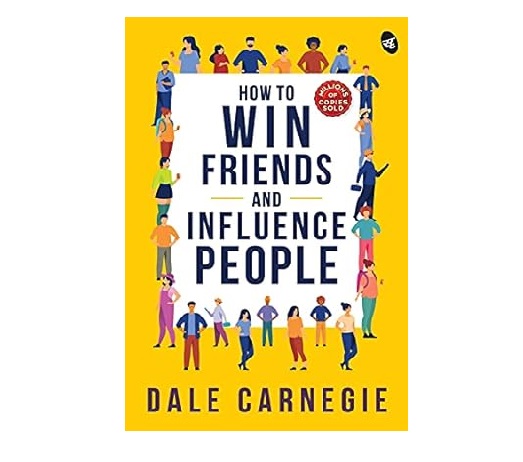 HOW TO
WIN
FRIENDS
AND
INFLUENCE
PEOPLE
MILLIONS
OF
COPIES
SOLD
DALE CARNEGIE